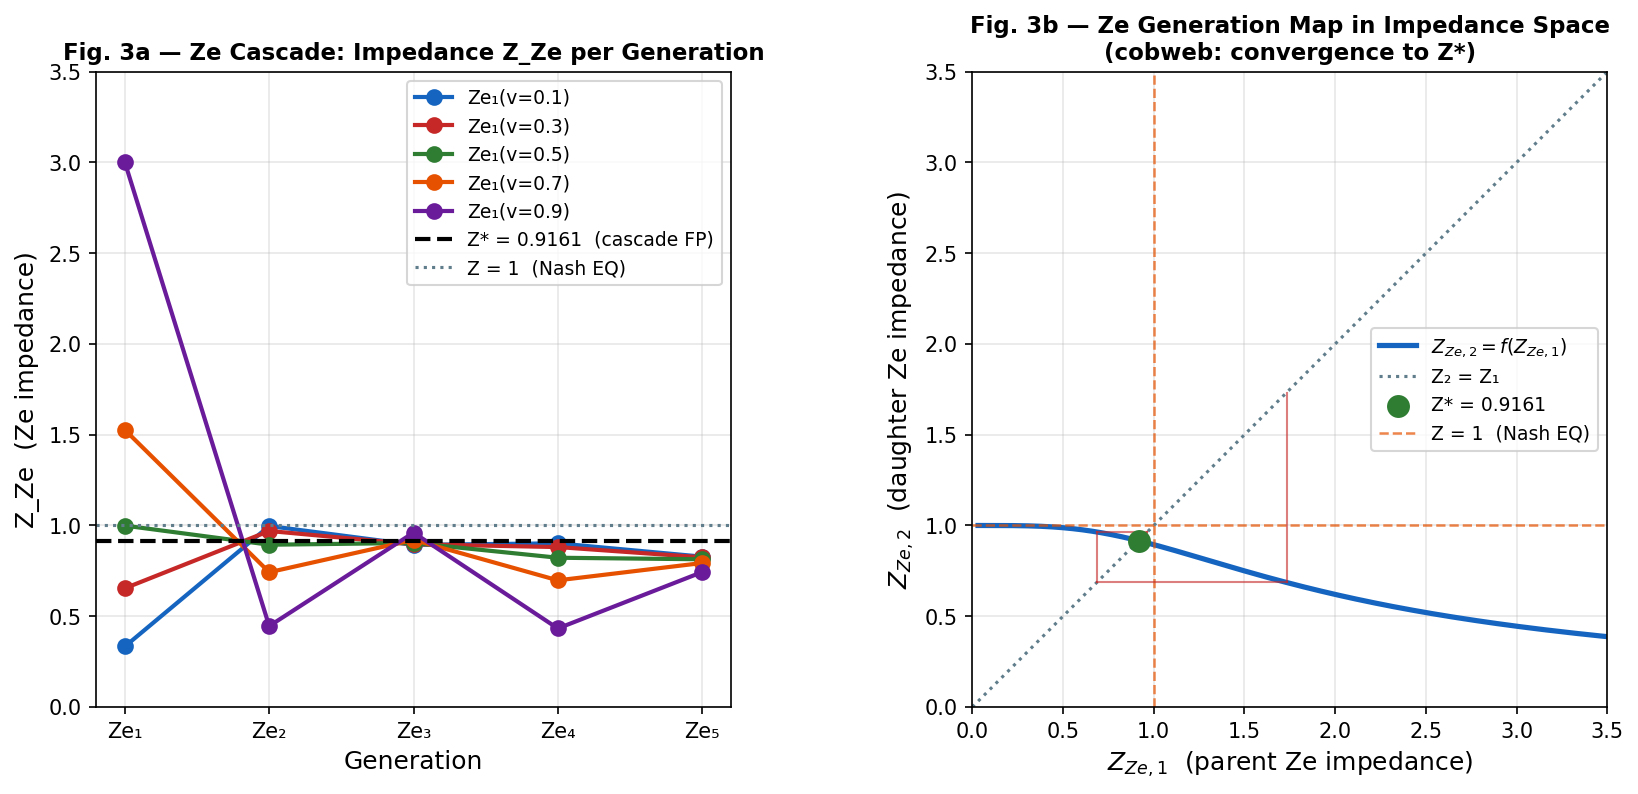 Fig. 3a — Ze Cascade: Impedance Z_Ze per Generation
3.5
3.0
2.5
2.0
1.5
1.0
0.5
0.0
Z_Ze (Ze impedance)
Ze₁(v=0.1)
Ze₁(v=0.3)
Ze₁(v=0.5)
Ze₁(v=0.7)
Ze₁(v=0.9)
Z* = 0.9161 (cascade FP)
Z = 1 (Nash EQ)
Ze₁ Ze₂ Ze₃ Ze₄ Ze₅
Generation
Fig. 3b — Ze Generation Map in Impedance Space
(cobweb: convergence to Z*)
3.5
3.0
2.5
2.0
1.5
1.0
0.5
0.0
Z_{Ze, 2} (daughter Ze impedance)
Z_{Ze, 2} = f(Z_{Ze, 1})
Z₂ = Z₁
Z* = 0.9161
Z = 1 (Nash EQ)
0.0 0.5 1.0 1.5 2.0 2.5 3.0 3.5
Z_{Ze, 1} (parent Ze impedance)